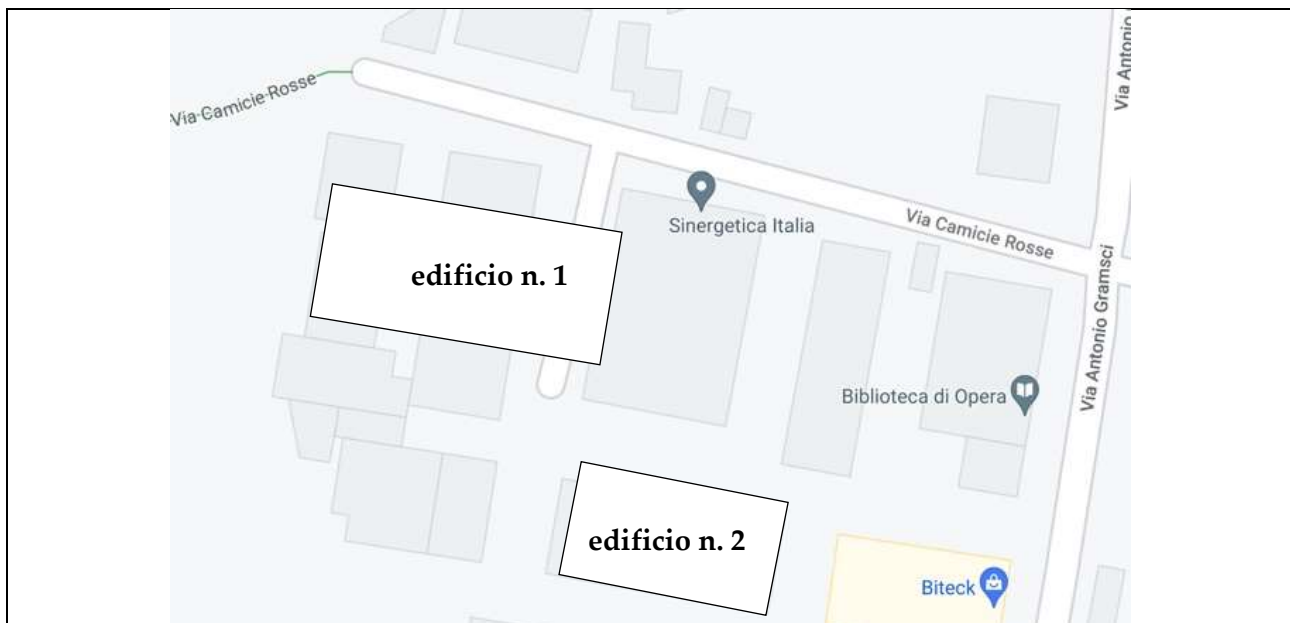 Via Antonio
Via Camicie Rosse
Sinergetica Italia
Via Camicie Rosse
edificio n. 1
Via Antonio Gramsci
Biblioteca di Opera
edificio n. 2
Biteck